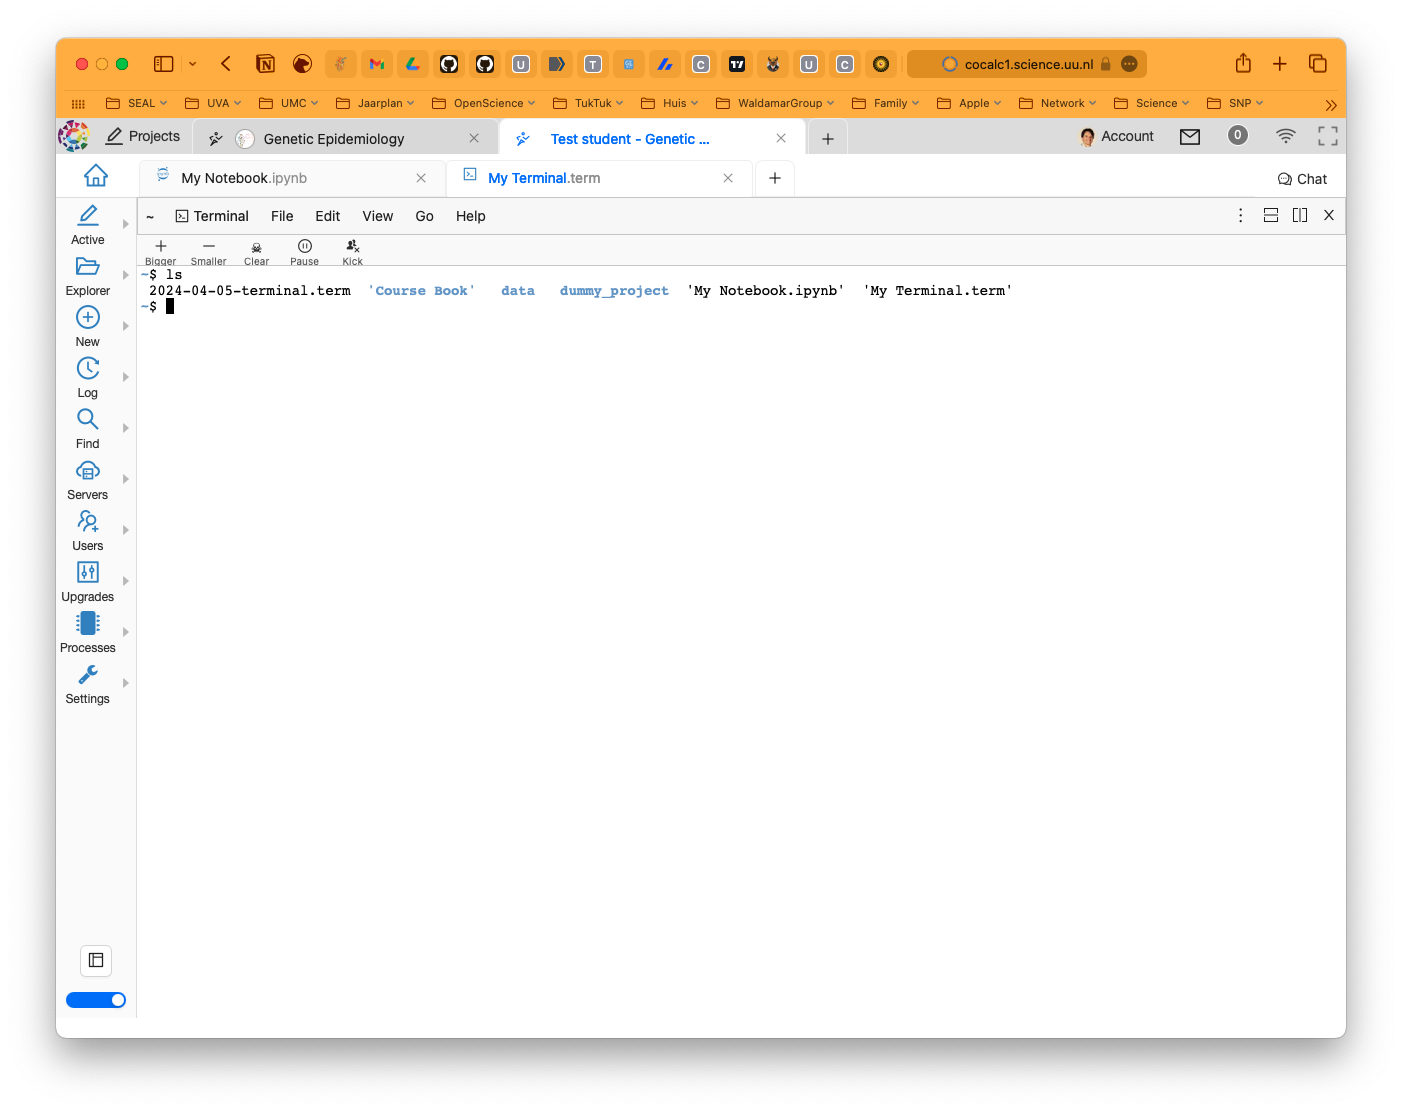 N U T C T7 U C cocalc1.science.uu.nl
SEAL UVA UMC Jaarplan OpenScience TukTuk Huis WaldamarGroup Family Apple Network Science SNP
Projects Genetic Epidemiology Test student - Genetic ... Account 0
My Notebook.ipynb My Terminal.term Chat
~ Terminal File Edit View Go Help
Bigger Smaller Clear Pause Kick
~$ ls
2024-04-05-terminal.term 'Course Book' data dummy_project 'My Notebook.ipynb' 'My Terminal.term'
~$
Active
Explorer
New
Log
Find
Servers
Users
Upgrades
Processes
Settings